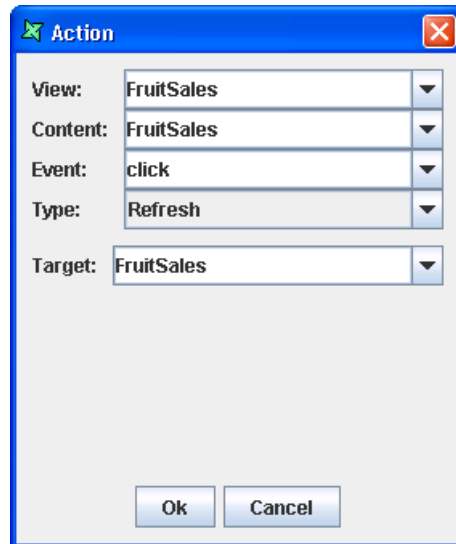 Action
View: FruitSales
Content: FruitSales
Event: click
Type: Refresh
Target: FruitSales
Ok Cancel